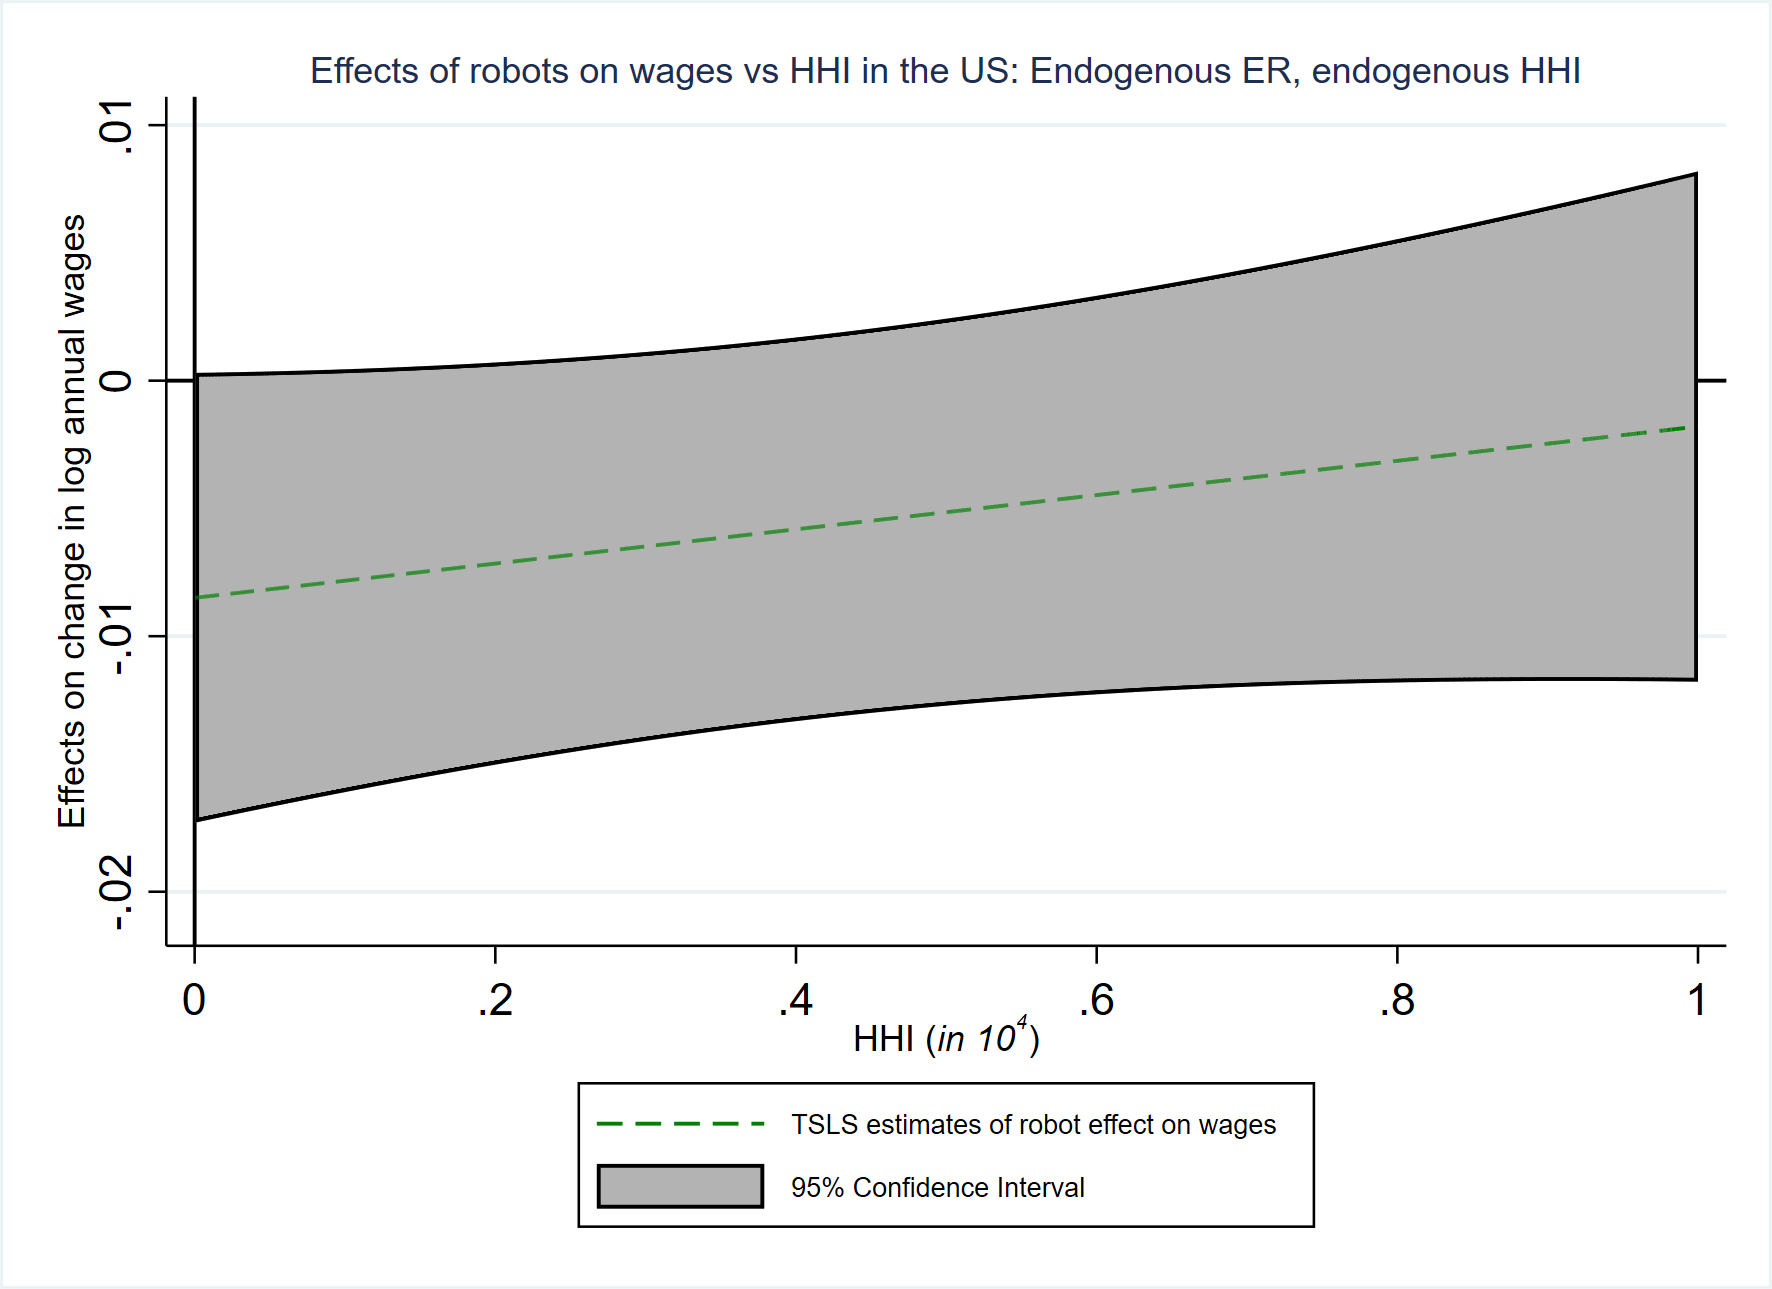 Effects of robots on wages vs HHI in the US: Endogenous ER, endogenous HHI
Effects on change in log annual wages
.01
0
-.01
-.02
0 .2 .4 .6 .8 1
HHI (in 10⁴)
TSLS estimates of robot effect on wages
95% Confidence Interval